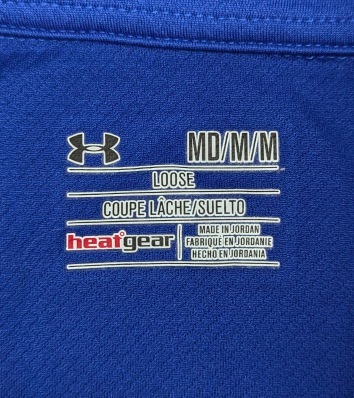 MD/M/M
LOOSE
COUPE LÂCHE/SUELTO
heatgear
MADE IN JORDAN
FABRIQUÉ EN JORDANIE
HECHO EN JORDANIA